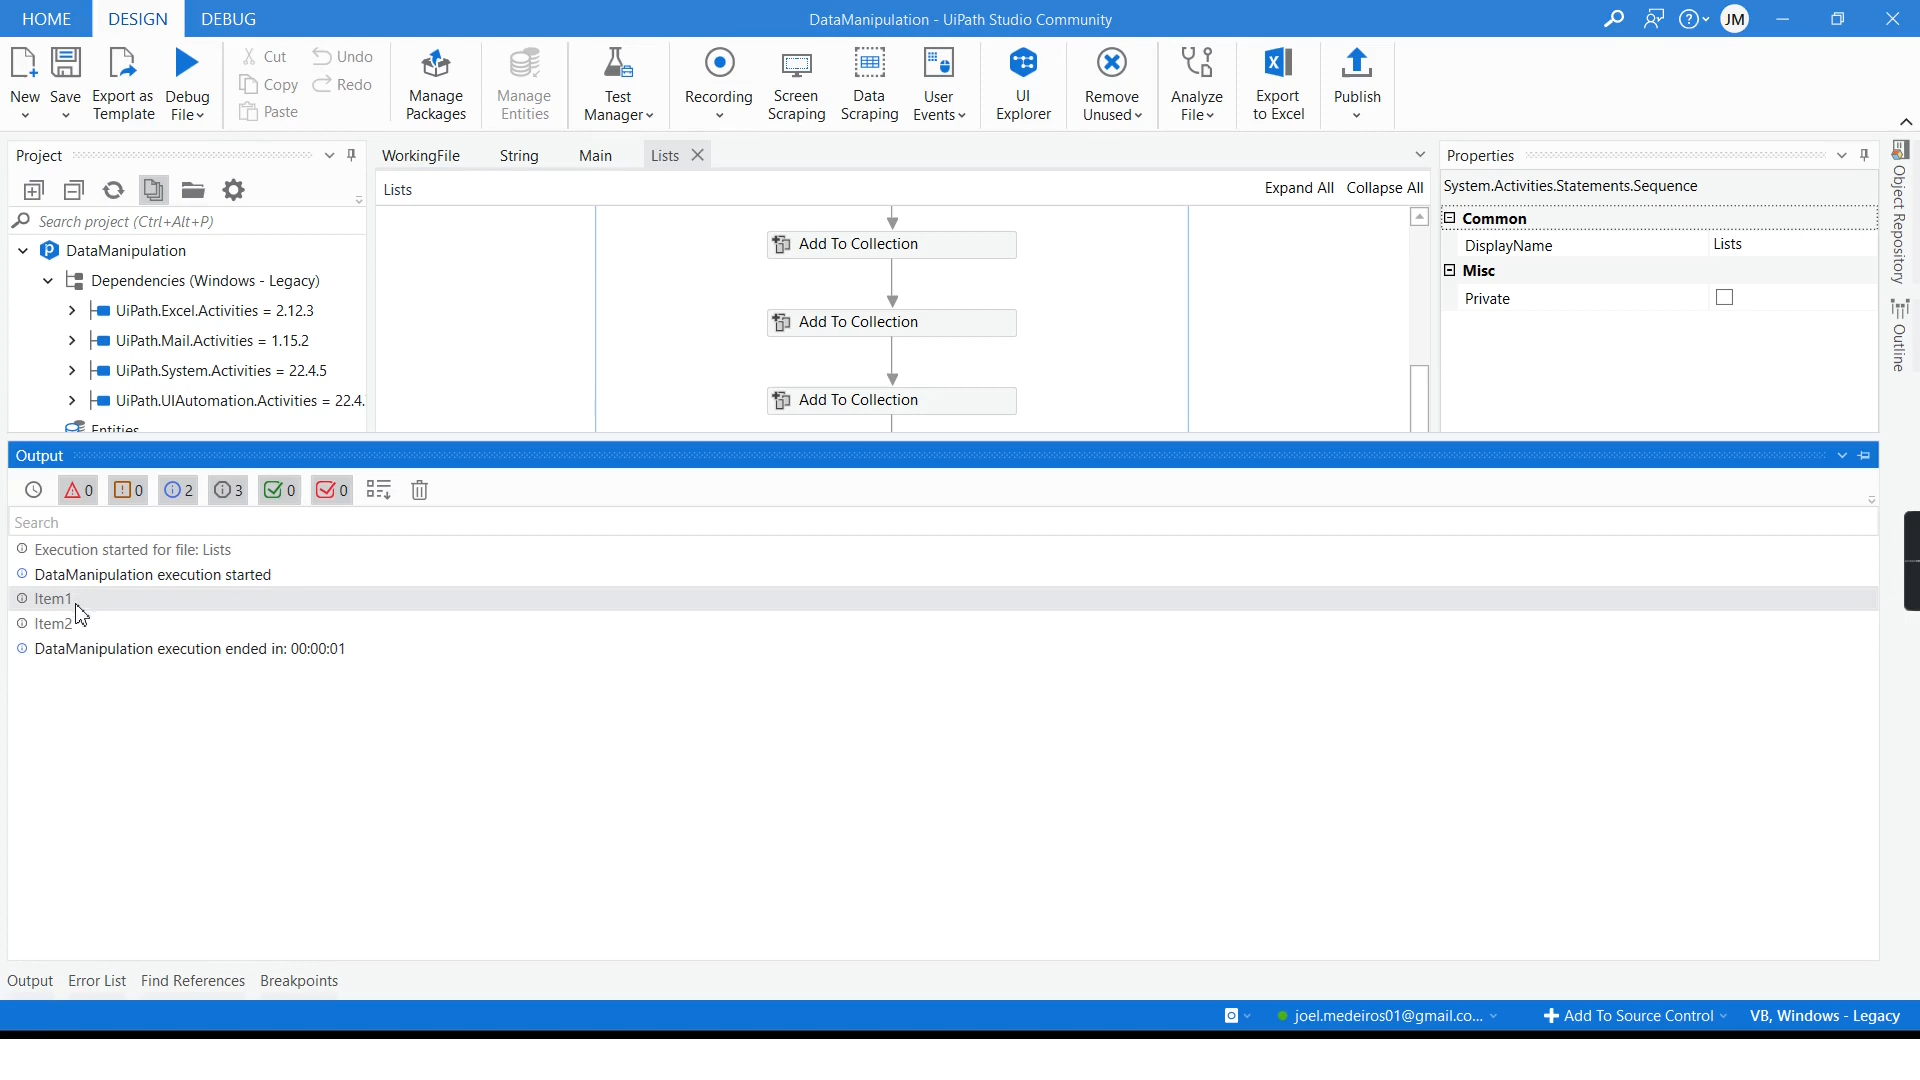 HOME DESIGN DEBUG DataManipulation - UiPath Studio Community JM
New Save Export as Template Debug File
Cut Undo
Copy Redo
Paste
Manage Packages Manage Entities Test Manager Recording Screen Scraping Data Scraping User Events UI Explorer Remove Unused Analyze File Export to Excel Publish
Project
Search project (Ctrl+Alt+P)
DataManipulation
Dependencies (Windows - Legacy)
UiPath.Excel.Activities = 2.12.3
UiPath.Mail.Activities = 1.15.2
UiPath.System.Activities = 22.4.5
UiPath.UIAutomation.Activities = 22.4.
Entities
WorkingFile String Main Lists
Lists Expand All Collapse All
Add To Collection
Add To Collection
Add To Collection
Properties
System.Activities.Statements.Sequence
Common
DisplayName Lists
Misc
Private
Object Repository
Outline
Output
0 0 2 3 0 0
Search
Execution started for file: Lists
DataManipulation execution started
Item1
Item2
DataManipulation execution ended in: 00:00:01
Output Error List Find References Breakpoints
joel.medeiros01@gmail.co... Add To Source Control VB, Windows - Legacy